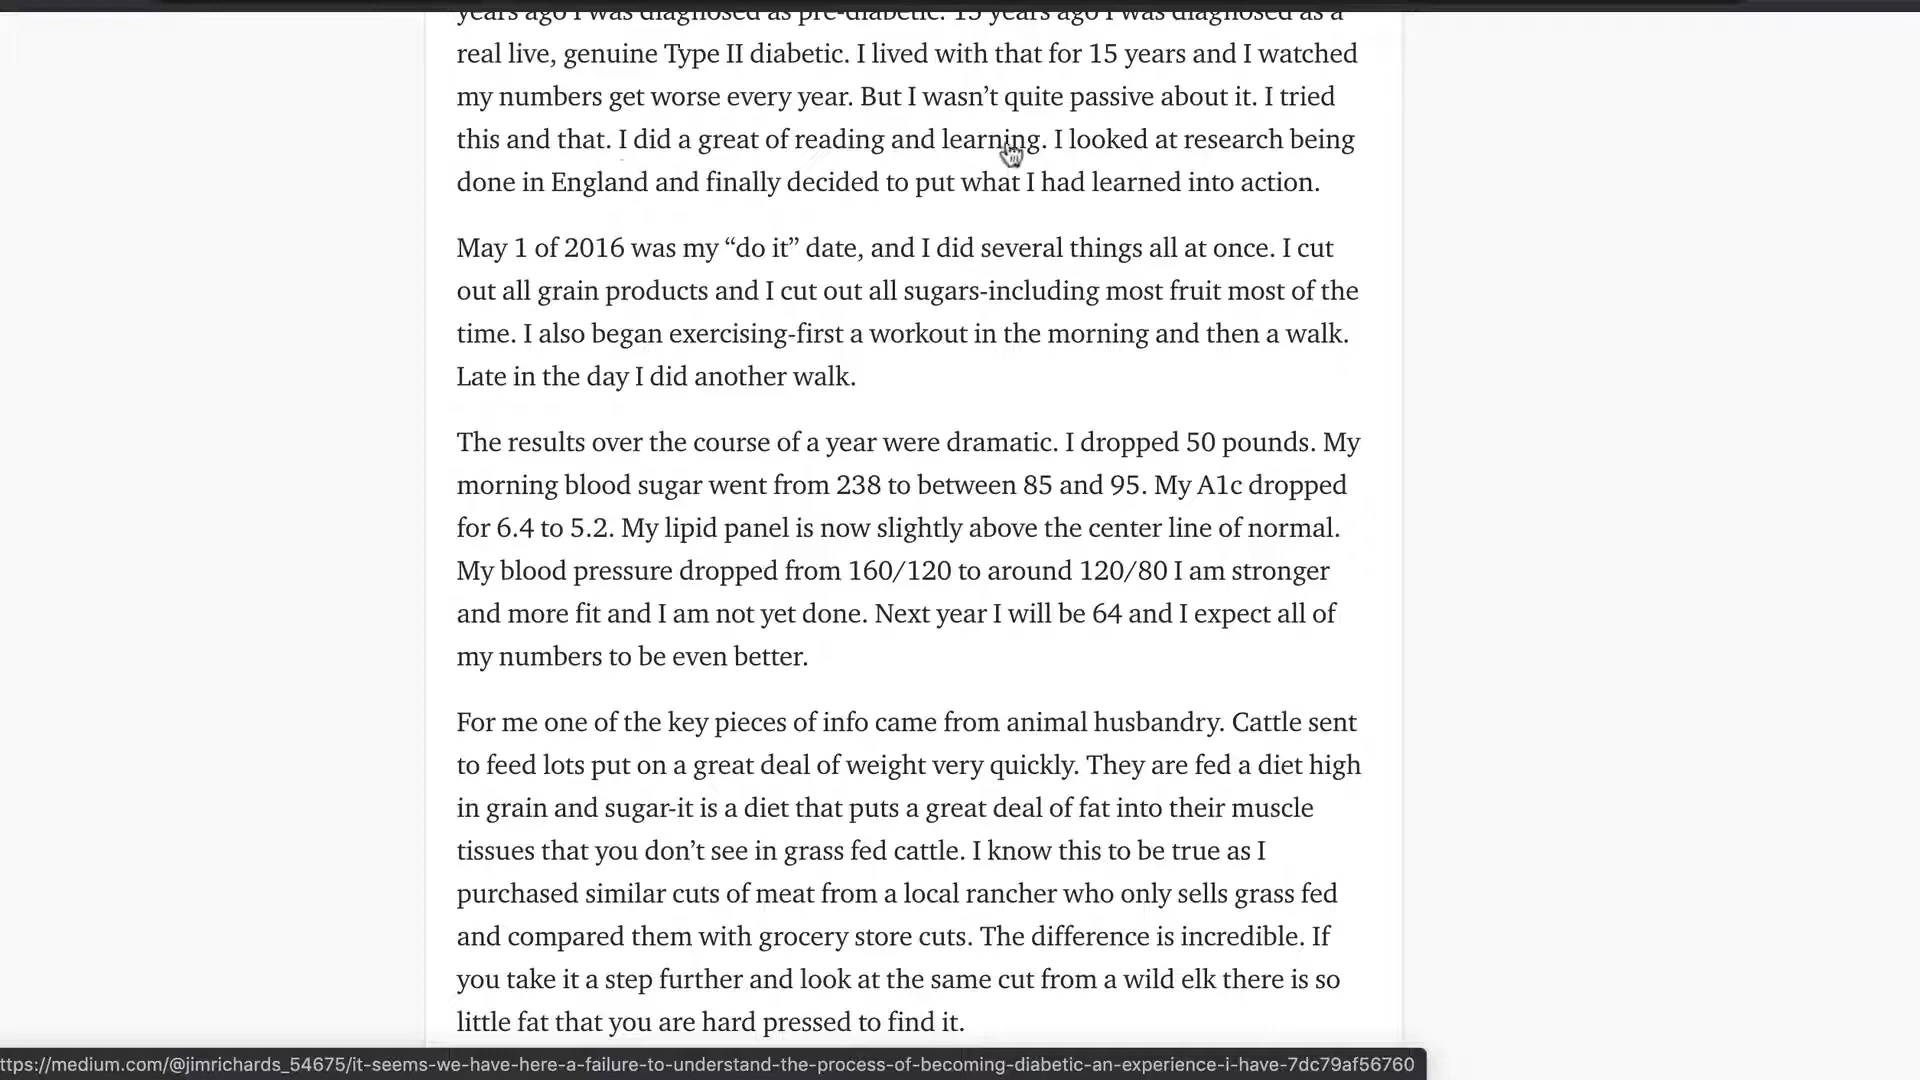 years ago I was diagnosed as pre-diabetic. 15 years ago I was diagnosed as a
real live, genuine Type II diabetic. I lived with that for 15 years and I watched
my numbers get worse every year. But I wasn’t quite passive about it. I tried
this and that. I did a great of reading and learning. I looked at research being
done in England and finally decided to put what I had learned into action.
May 1 of 2016 was my “do it” date, and I did several things all at once. I cut
out all grain products and I cut out all sugars-including most fruit most of the
time. I also began exercising-first a workout in the morning and then a walk.
Late in the day I did another walk.
The results over the course of a year were dramatic. I dropped 50 pounds. My
morning blood sugar went from 238 to between 85 and 95. My A1c dropped
for 6.4 to 5.2. My lipid panel is now slightly above the center line of normal.
My blood pressure dropped from 160/120 to around 120/80 I am stronger
and more fit and I am not yet done. Next year I will be 64 and I expect all of
my numbers to be even better.
For me one of the key pieces of info came from animal husbandry. Cattle sent
to feed lots put on a great deal of weight very quickly. They are fed a diet high
in grain and sugar-it is a diet that puts a great deal of fat into their muscle
tissues that you don’t see in grass fed cattle. I know this to be true as I
purchased similar cuts of meat from a local rancher who only sells grass fed
and compared them with grocery store cuts. The difference is incredible. If
you take it a step further and look at the same cut from a wild elk there is so
little fat that you are hard pressed to find it.
ttps://medium.com/@jimrichards_54675/it-seems-we-have-here-a-failure-to-understand-the-process-of-becoming-diabetic-an-experience-i-have-7dc79af56760